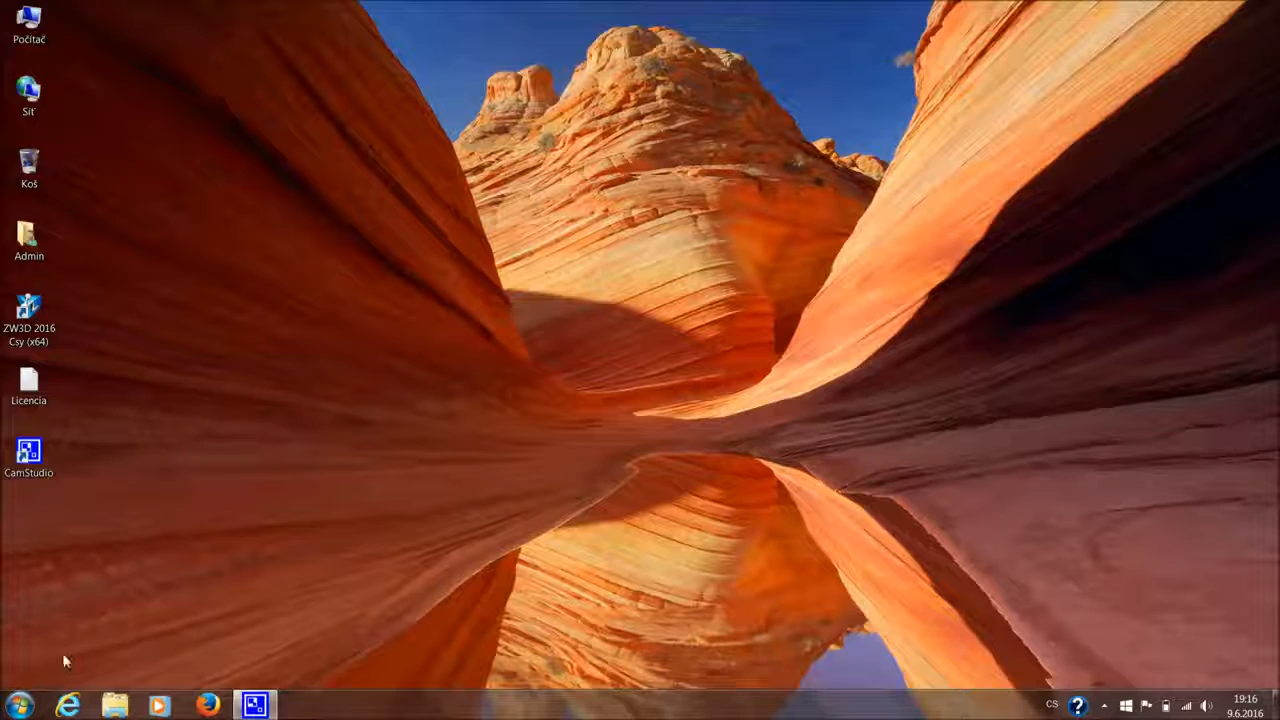 Počítač
Síť
Koš
Admin
ZW3D 2016
Csy (x64)
Licencia
CamStudio
CS
19:16
9.6.2016